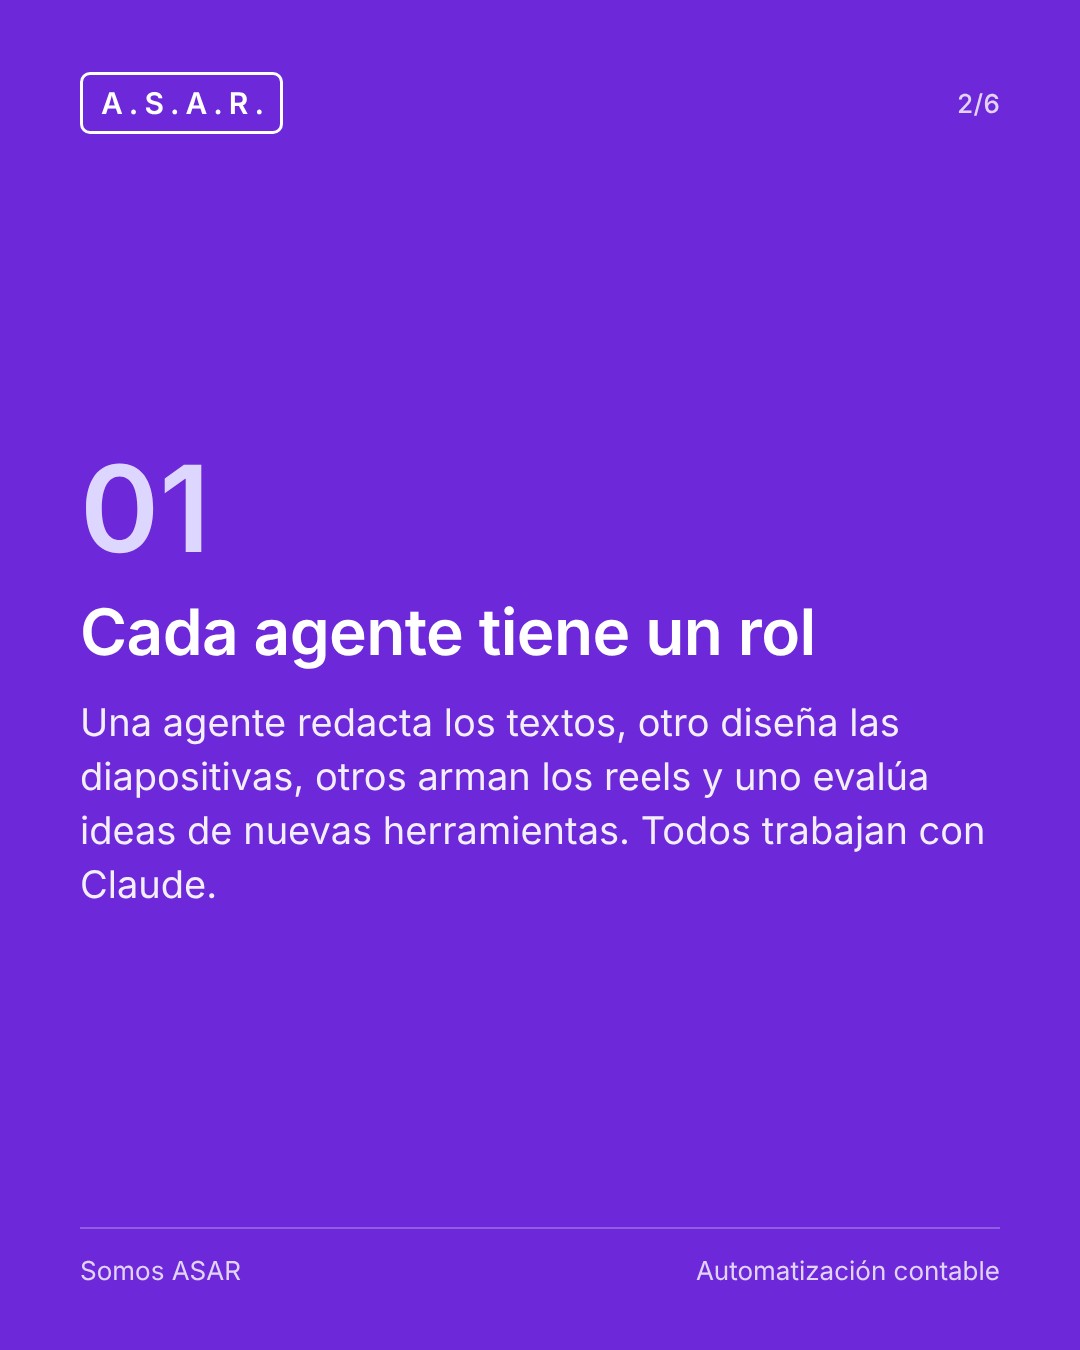 A.S.A.R.
2/6
01
Cada agente tiene un rol
Una agente redacta los textos, otro diseña las
diapositivas, otros arman los reels y uno evalúa
ideas de nuevas herramientas. Todos trabajan con
Claude.
Somos ASAR
Automatización contable